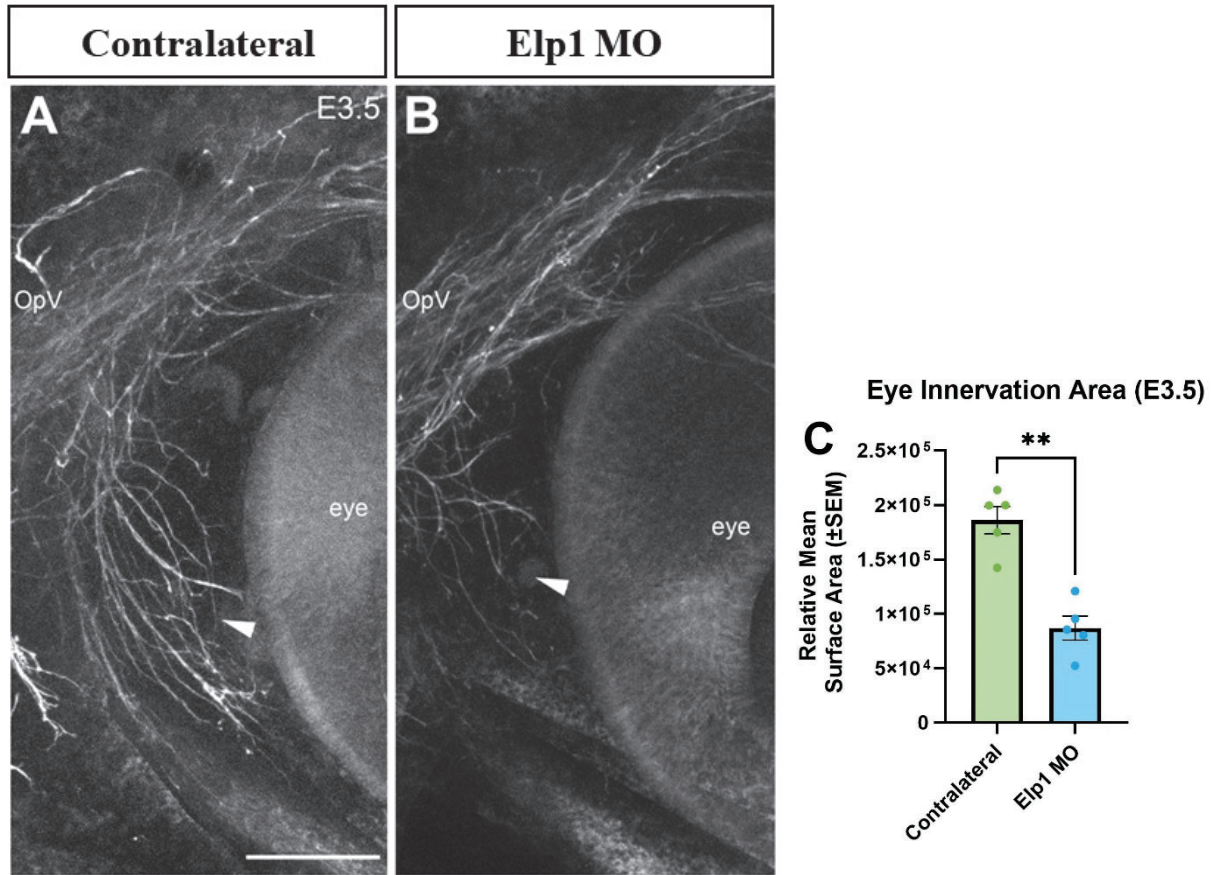 Contralateral
Elp1 MO
A
E3.5
OpV
eye
B
OpV
eye
Eye Innervation Area (E3.5)
C
**
Relative Mean
Surface Area (±SEM)
2.5×10⁵
2×10⁵
1.5×10⁵
1×10⁵
5×10⁴
0
Contralateral
Elp1 MO